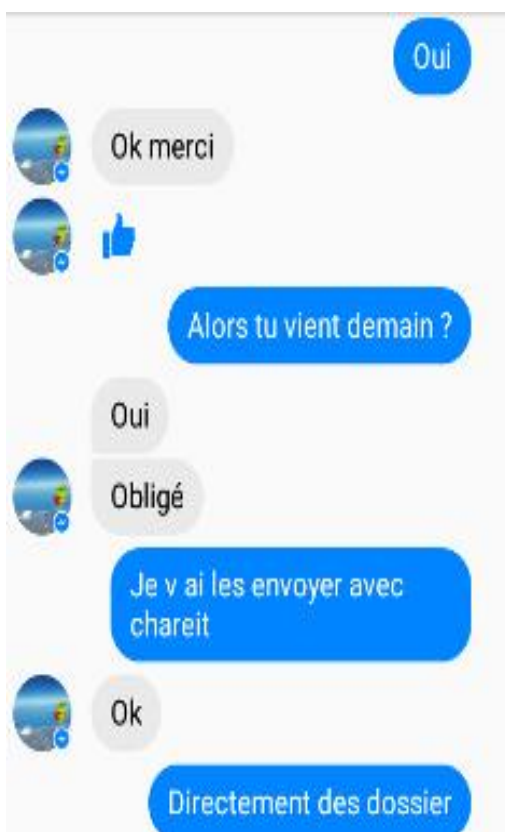 Oui
Ok merci
Alors tu vient demain ?
Oui
Obligé
Je v ai les envoyer avec
chareit
Ok
Directement des dossier